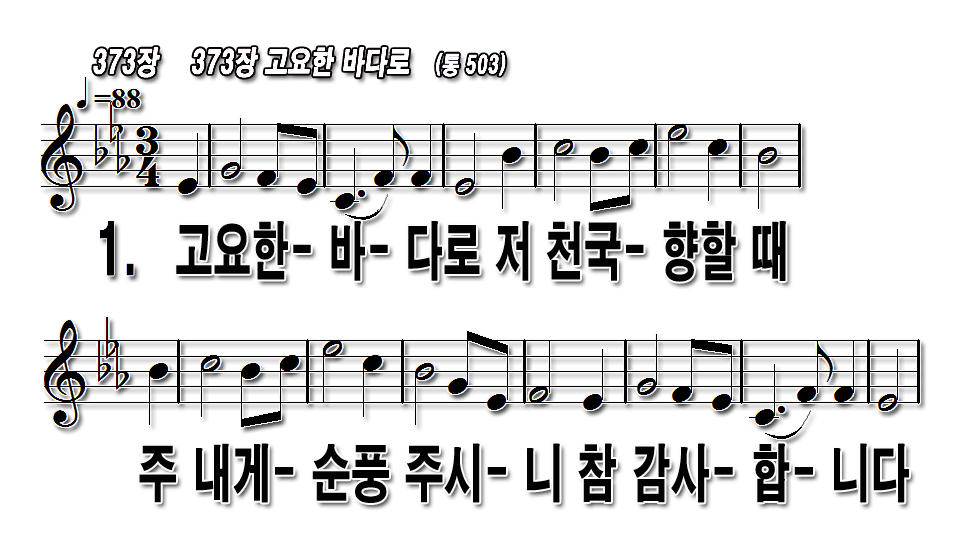 373장 373장 고요한 바다로 (통 503)
♩=88
3
4
1. 고요한- 바- 다로 저 천국- 향할 때
주 내게- 순풍 주시- 니 참 감사- 합- 니다